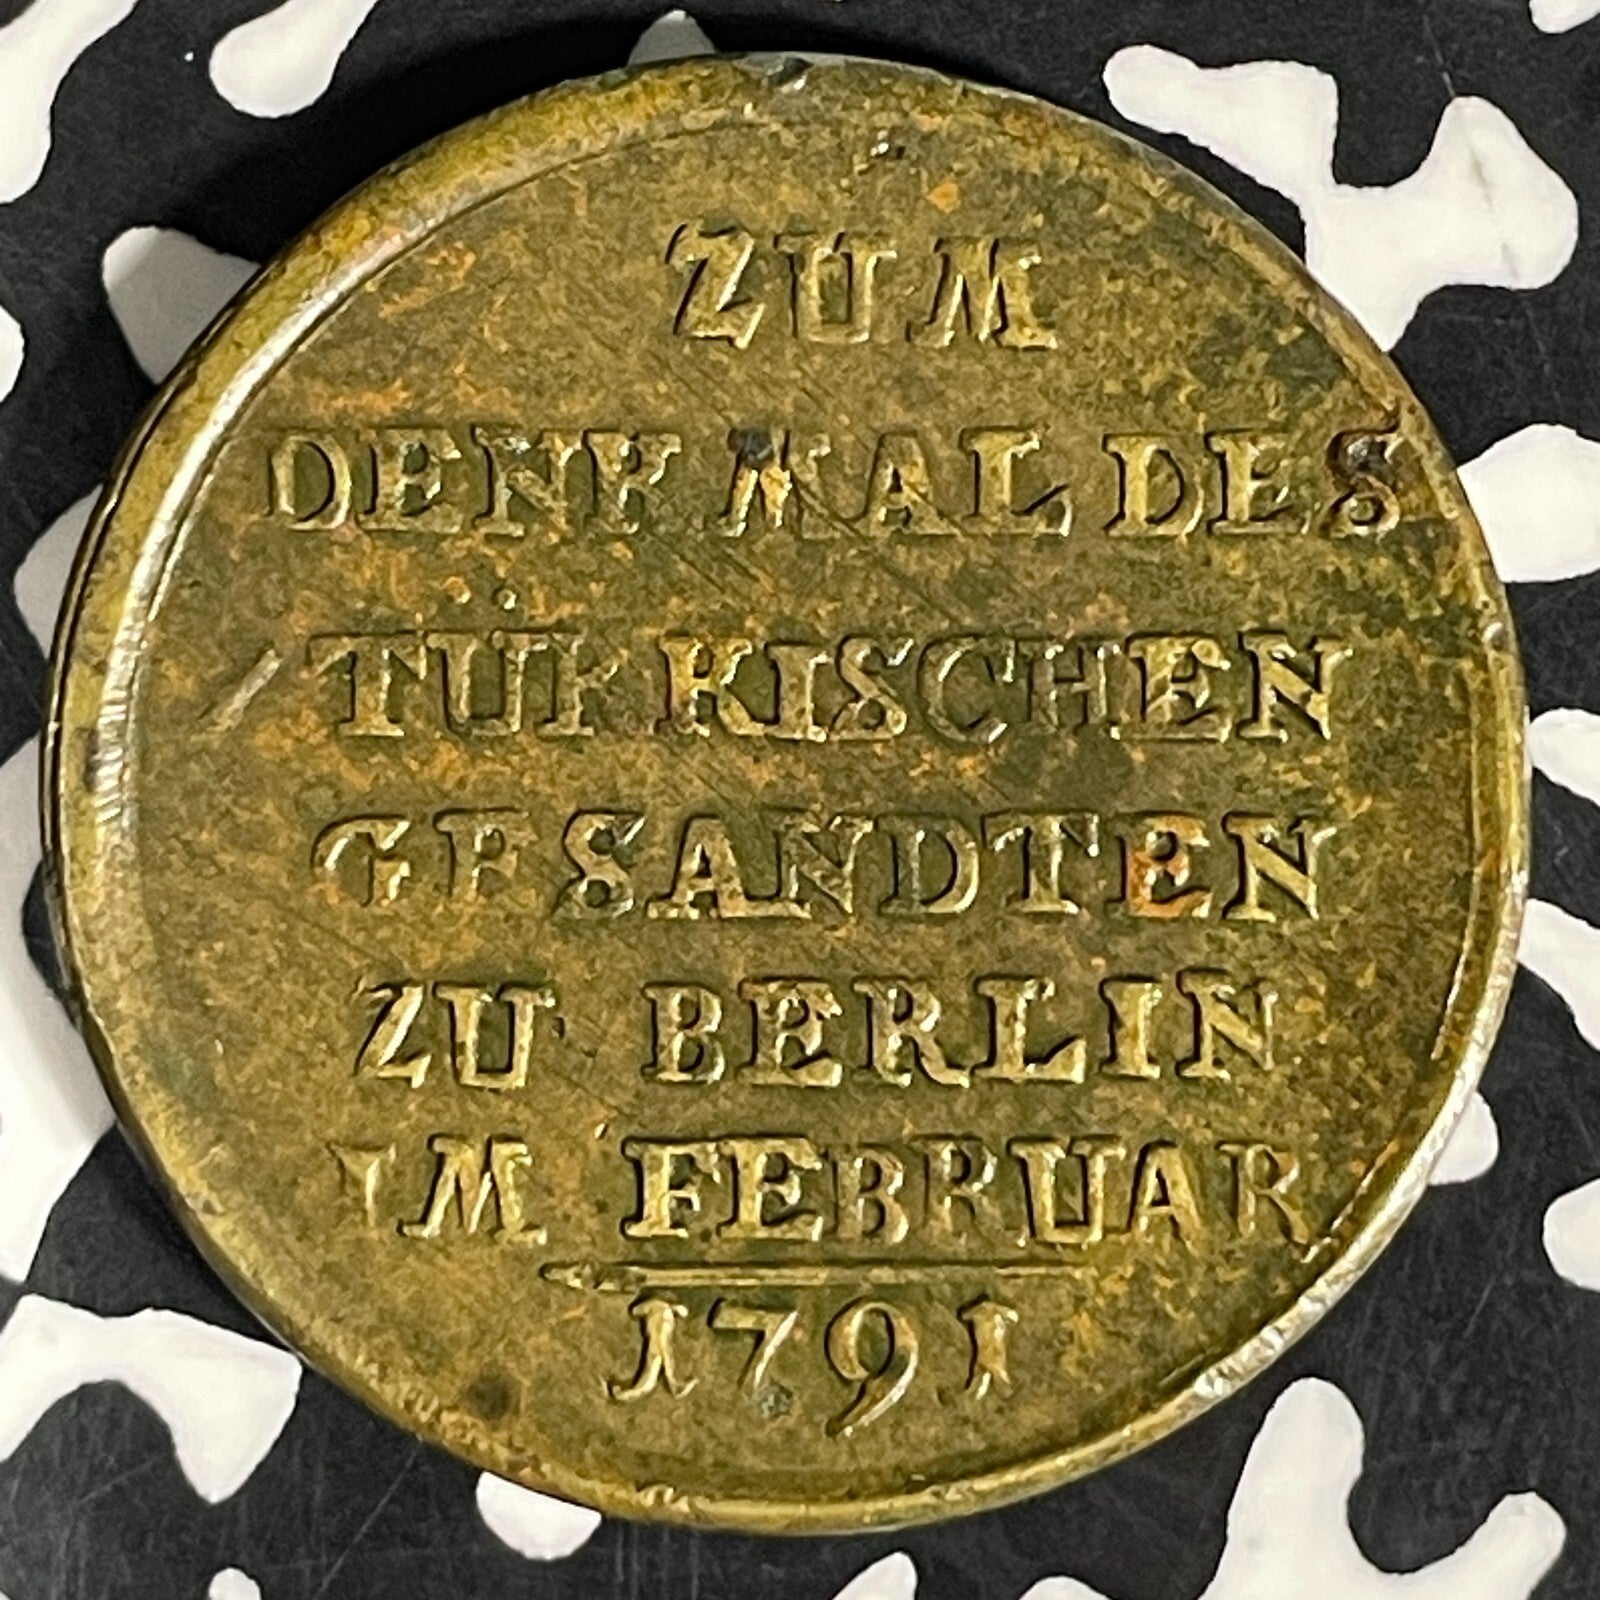 ZUM
DENKMAL DES
TÜRKISCHEN
GESANDTEN
ZU BERLIN
IM FEBRUAR
1791